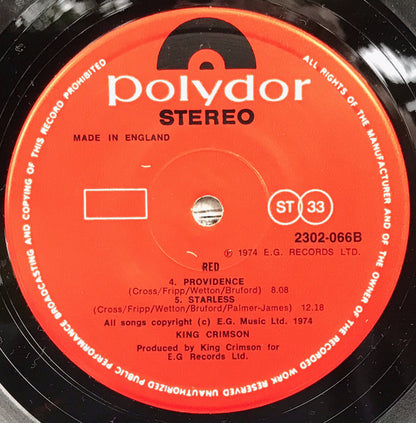 polydor
STEREO
MADE IN ENGLAND
ST 33
2302-066B
℗ 1974 E.G. RECORDS LTD.
RED
4. PROVIDENCE
(Cross/Fripp/Wetton/Bruford) 8.08
5. STARLESS
(Cross/Fripp/Wetton/Bruford/Palmer-James) 12.18
All songs copyright (c) E.G. Music Ltd. 1974
KING CRIMSON
Produced by King Crimson for
E.G Records Ltd.
ALL RIGHTS OF THE MANUFACTURER AND OF THE OWNER OF THE RECORDED WORK RESERVED UNAUTHORIZED PUBLIC PERFORMANCE BROADCASTING AND COPYING OF THIS RECORD PROHIBITED